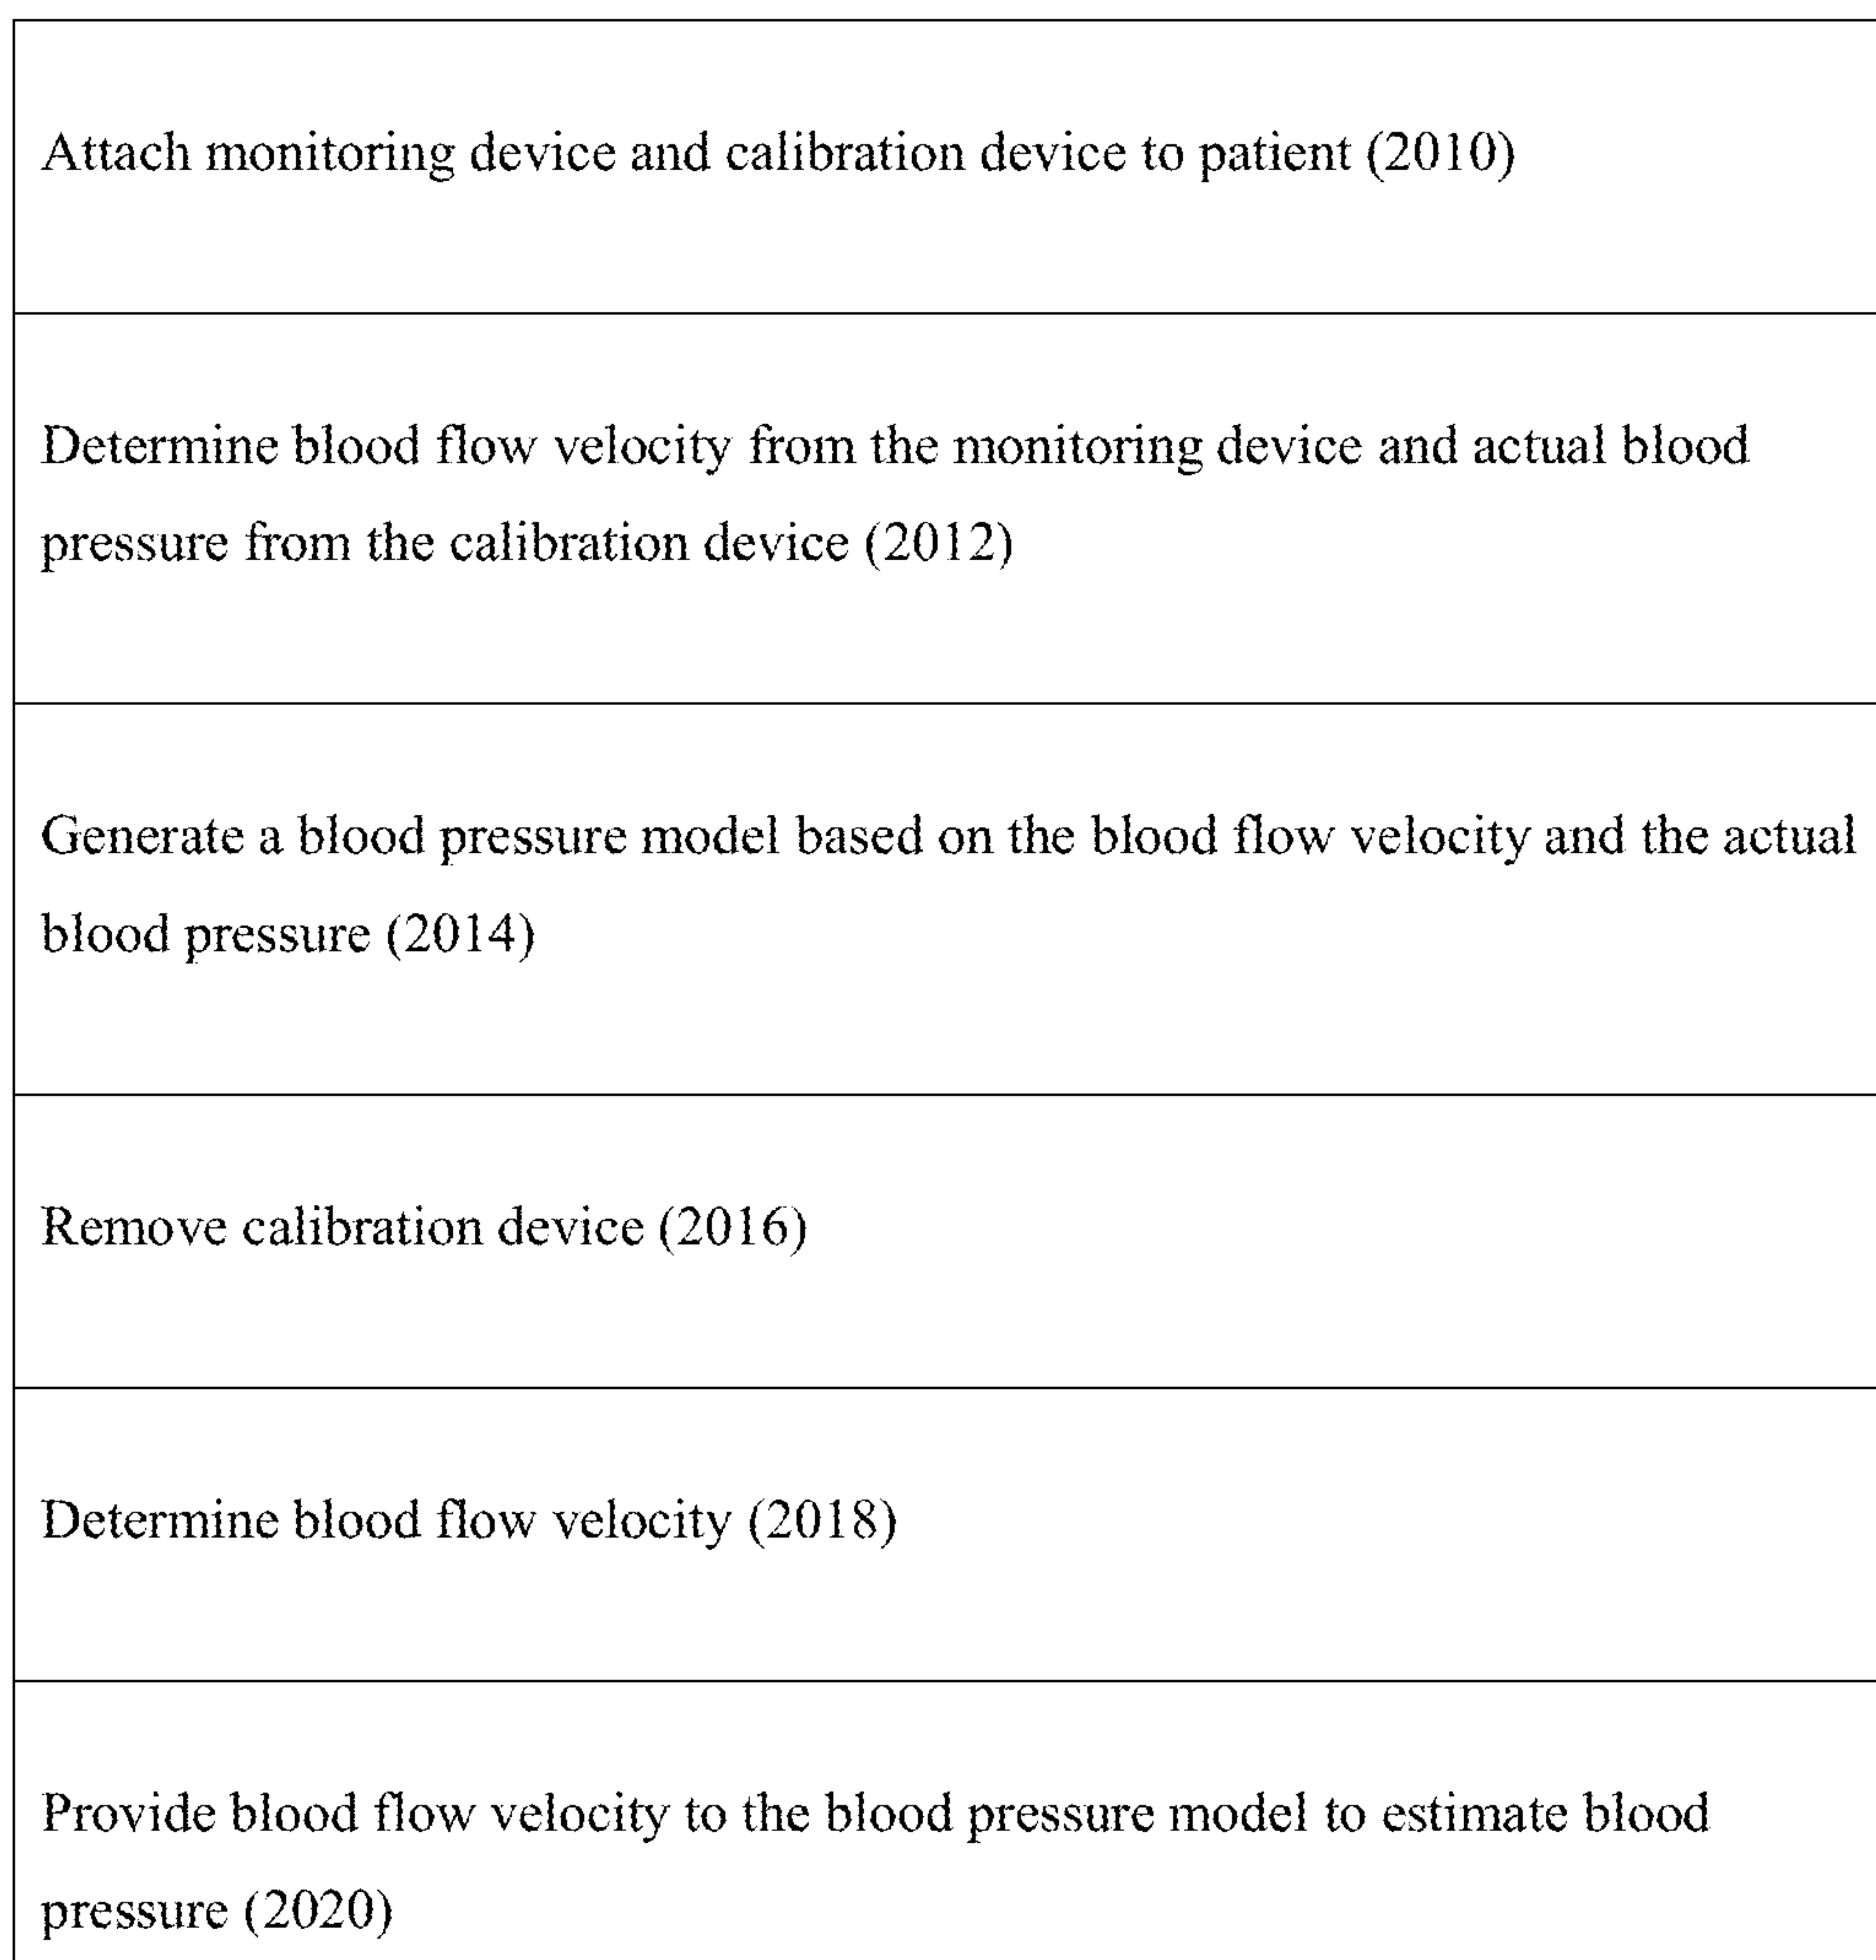 Attach monitoring device and calibration device to patient (2010)
Determine blood flow velocity from the monitoring device and actual blood
pressure from the calibration device (2012)
Generate a blood pressure model based on the blood flow velocity and the actual
blood pressure (2014)
Remove calibration device (2016)
Determine blood flow velocity (2018)
Provide blood flow velocity to the blood pressure model to estimate blood
pressure (2020)